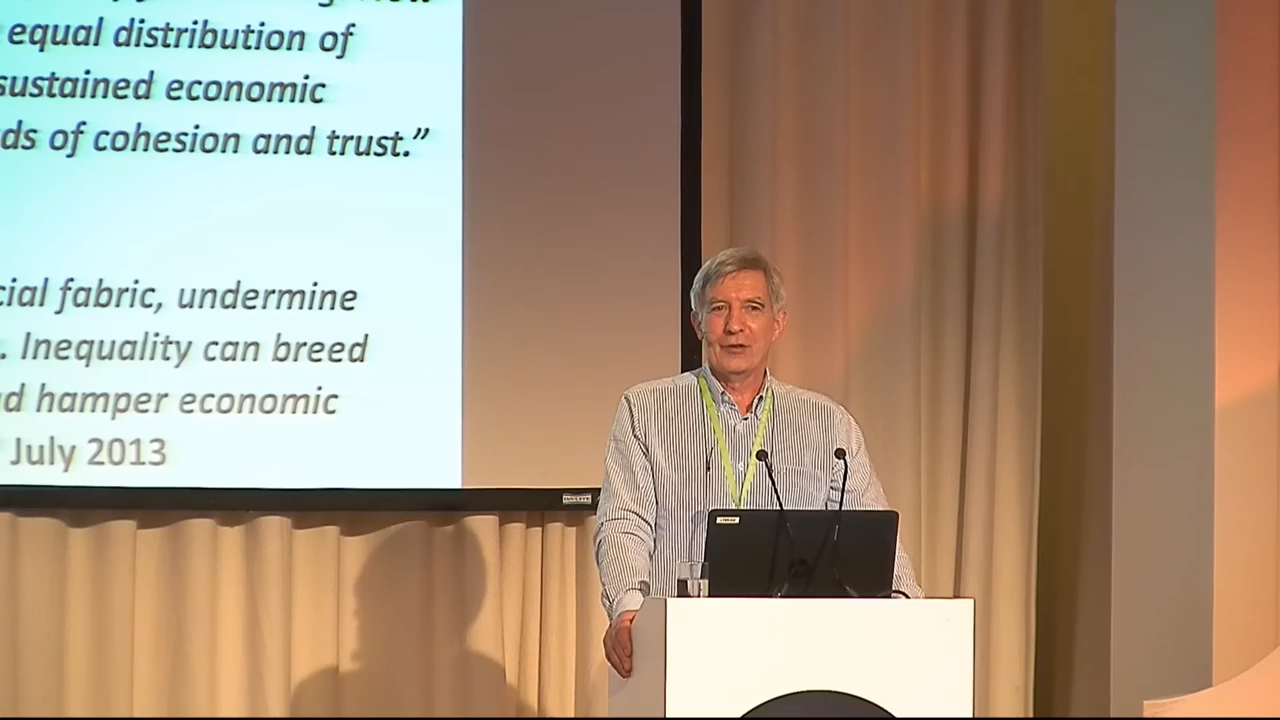 equal distribution of
sustained economic
ds of cohesion and trust.”
cial fabric, undermine
. Inequality can breed
d hamper economic
July 2013